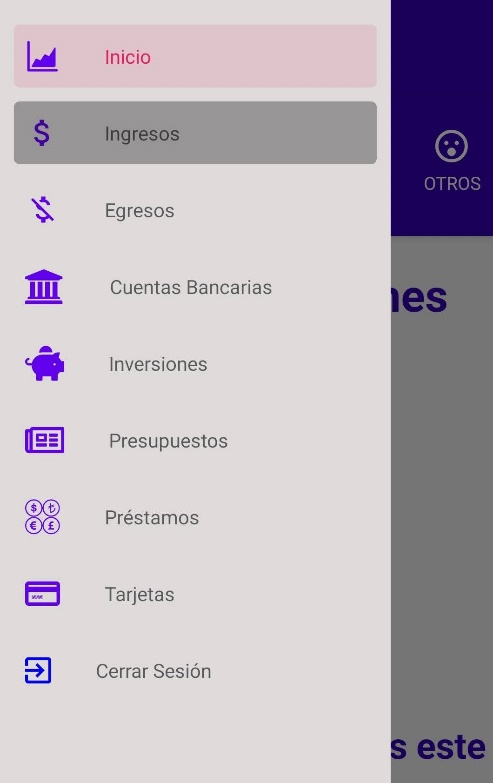 Inicio
Ingresos
OTROS
Egresos
Cuentas Bancarias
nes
Inversiones
Presupuestos
Préstamos
Tarjetas
Cerrar Sesión
s este